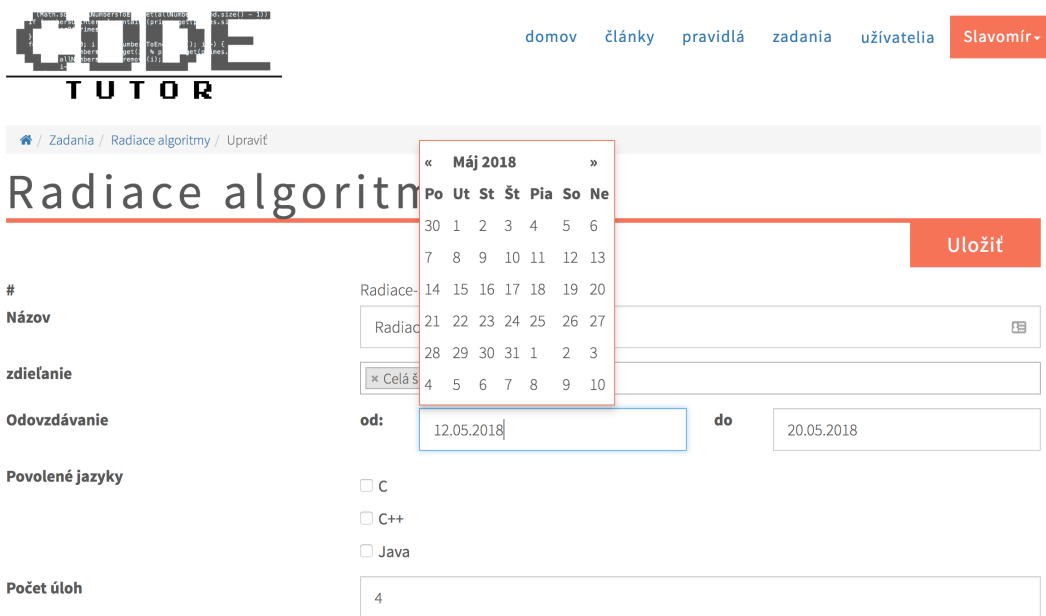 CODE
TUTOR
domov články pravidlá zadania užívatelia Slavomír
/ Zadania / Radiace algoritmy / Upraviť
« Máj 2018 »
Radiace
Po Ut St Št Pia So Ne
30 1 2 3 4 5 6
Uložiť
7 8 9 10 11 12 13
# Radiace-
14 15 16 17 18 19 20
Názov
21 22 23 24 25 26 27
28 29 30 31 1 2 3
zdieľanie × Celá
4 5 6 7 8 9 10
Odovzdávanie od: 12.05.2018 do 20.05.2018
Povolené jazyky
C
C++
Java
Počet úloh 4